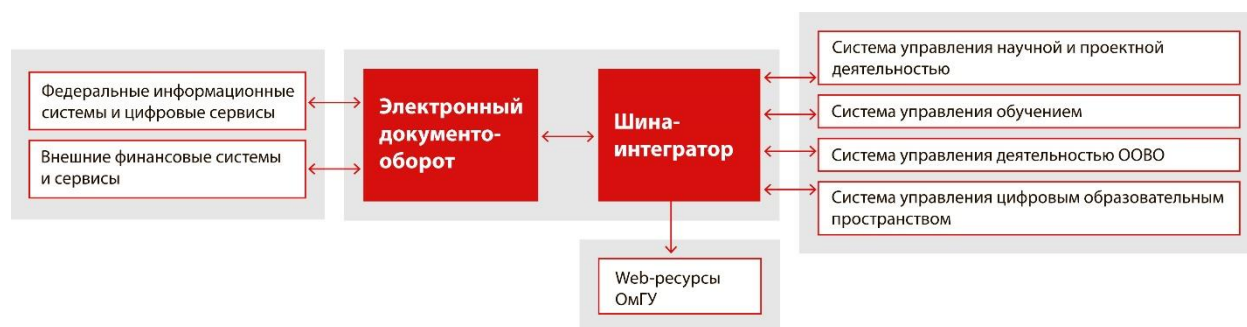 Федеральные информационные
системы и цифровые сервисы
Внешние финансовые системы
и сервисы
Электронный
документо-
оборот
Шина-
интегратор
Web-ресурсы
ОмГУ
Система управления научной и проектной
деятельностью
Система управления обучением
Система управления деятельностью ООВО
Система управления цифровым образовательным
пространством